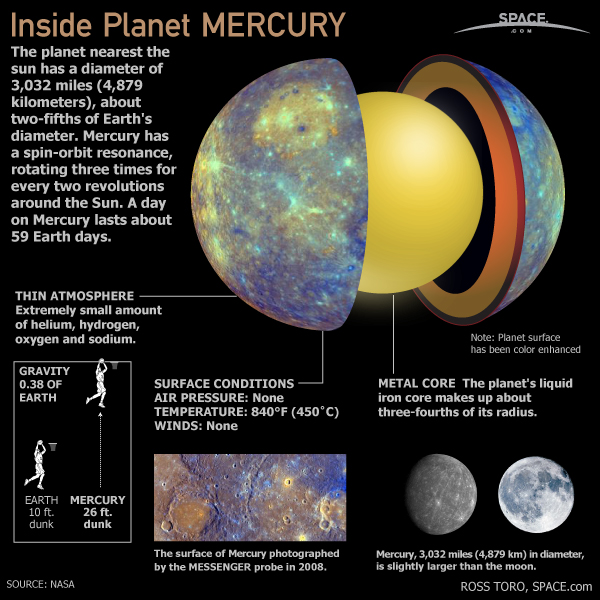 Inside Planet MERCURY
SPACE
.COM
The planet nearest the
sun has a diameter of
3,032 miles (4,879
kilometers), about
two-fifths of Earth's
diameter. Mercury has
a spin-orbit resonance,
rotating three times for
every two revolutions
around the Sun. A day
on Mercury lasts about
59 Earth days.
THIN ATMOSPHERE
Extremely small amount
of helium, hydrogen,
oxygen and sodium.
Note: Planet surface
has been color enhanced
GRAVITY
0.38 OF
EARTH
EARTH
10 ft.
dunk
MERCURY
26 ft.
dunk
SURFACE CONDITIONS
AIR PRESSURE: None
TEMPERATURE: 840°F (450˚C)
WINDS: None
METAL CORE The planet's liquid
iron core makes up about
three-fourths of its radius.
The surface of Mercury photographed
by the MESSENGER probe in 2008.
Mercury, 3,032 miles (4,879 km) in diameter,
is slightly larger than the moon.
SOURCE: NASA
ROSS TORO, SPACE.com